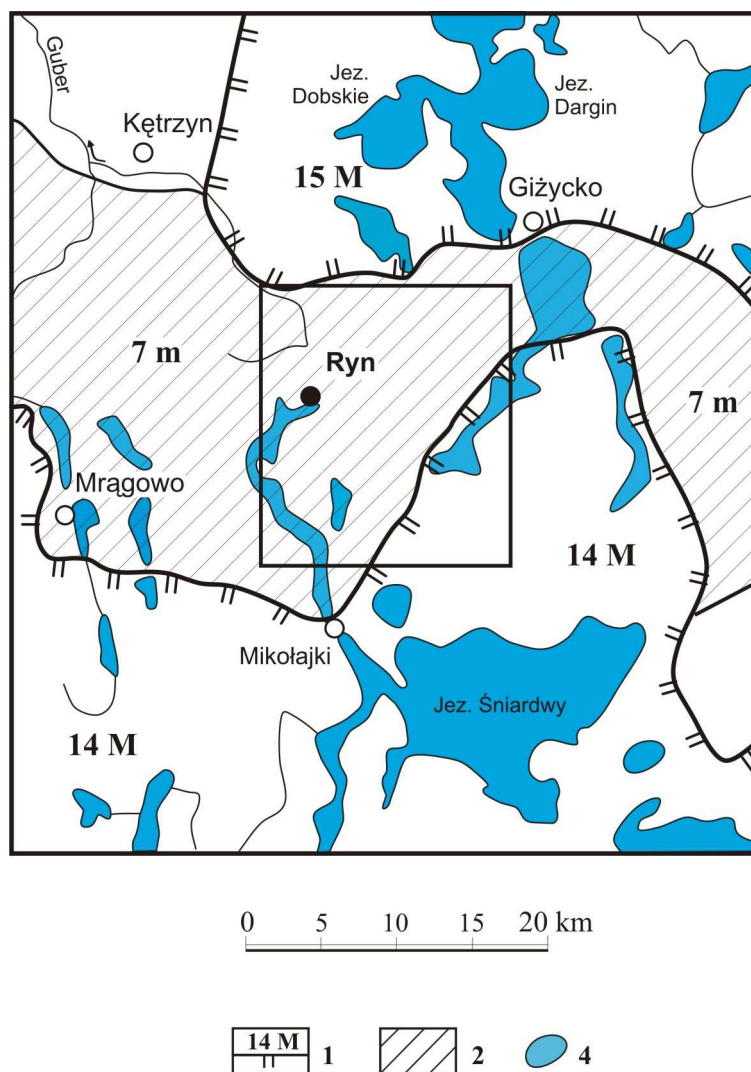 Guber
Jez.
Dobskie
Jez.
Dargin
Kętrzyn
15 M
Giżycko
7 m
Ryn
7 m
Mrągowo
14 M
Mikołajki
Jez. Śniardwy
14 M
0 5 10 15 20 km
14 M 1 2 4